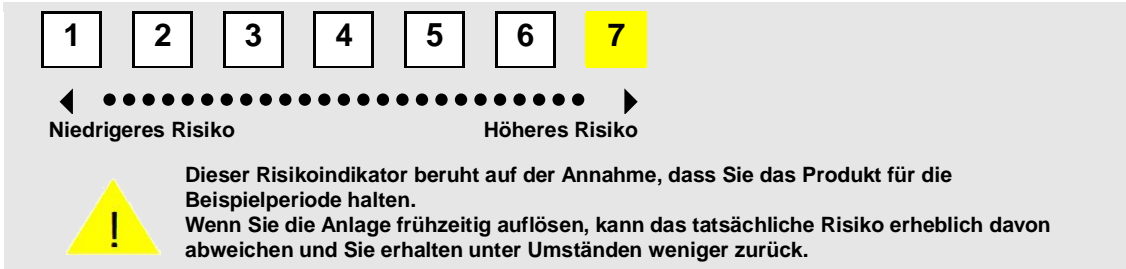 1 2 3 4 5 6 7
Niedrigeres Risiko Höheres Risiko
Dieser Risikoindikator beruht auf der Annahme, dass Sie das Produkt für die
Beispielperiode halten.
Wenn Sie die Anlage frühzeitig auflösen, kann das tatsächliche Risiko erheblich davon
abweichen und Sie erhalten unter Umständen weniger zurück.
!